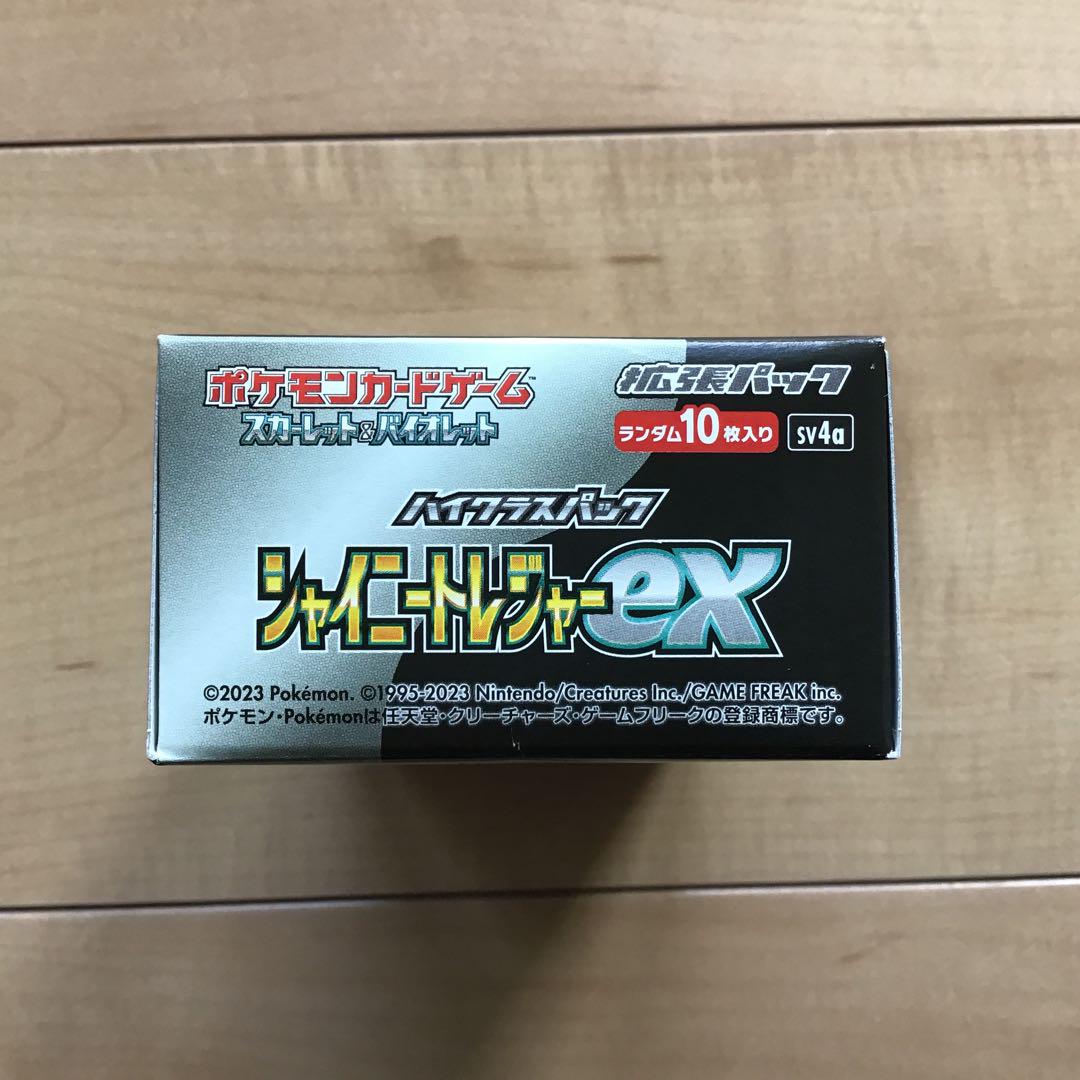 ポケモンカードゲーム™
スカーレット&バイオレット
拡張パック
ランダム10枚入り
sv4a
ハイクラスパック
シャイニートレジャーex
©2023 Pokémon. ©1995-2023 Nintendo/Creatures Inc./GAME FREAK inc.
ポケモン・Pokémonは任天堂・クリーチャーズ・ゲームフリークの登録商標です。